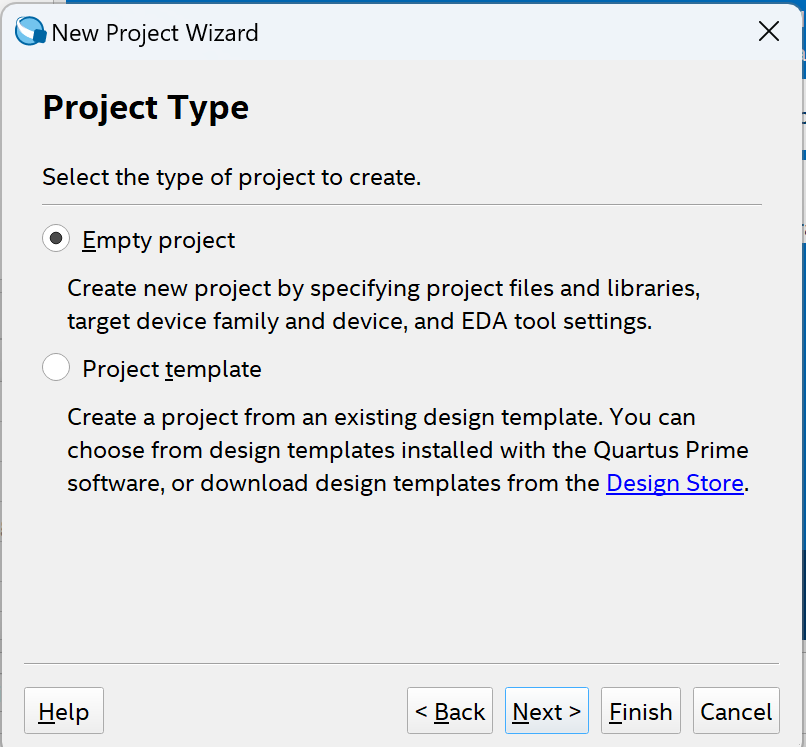 New Project Wizard
Project Type
Select the type of project to create.
Empty project
Create new project by specifying project files and libraries,
target device family and device, and EDA tool settings.
Project template
Create a project from an existing design template. You can
choose from design templates installed with the Quartus Prime
software, or download design templates from the Design Store.
Help
< Back
Next >
Finish
Cancel